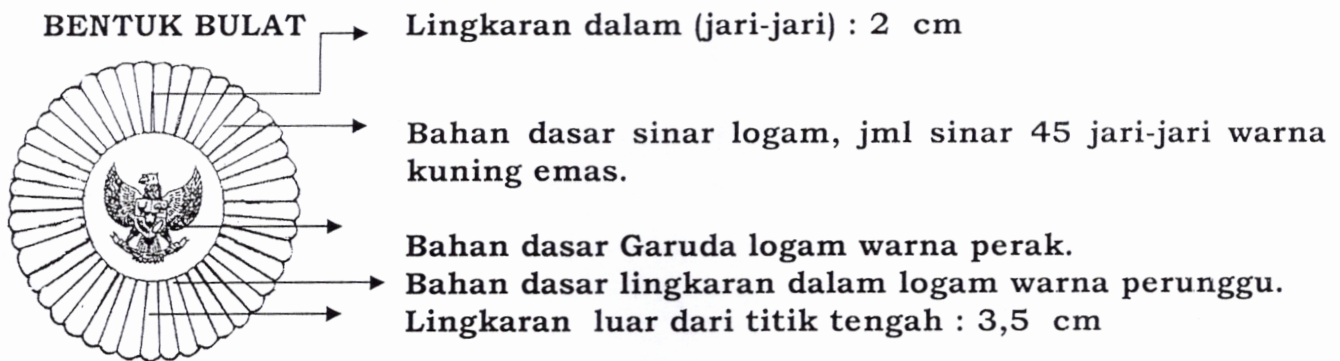 BENTUK BULAT
Lingkaran dalam (jari-jari) : 2 cm
Bahan dasar sinar logam, jml sinar 45 jari-jari warna
kuning emas.
Bahan dasar Garuda logam warna perak.
Bahan dasar lingkaran dalam logam warna perunggu.
Lingkaran luar dari titik tengah : 3,5 cm